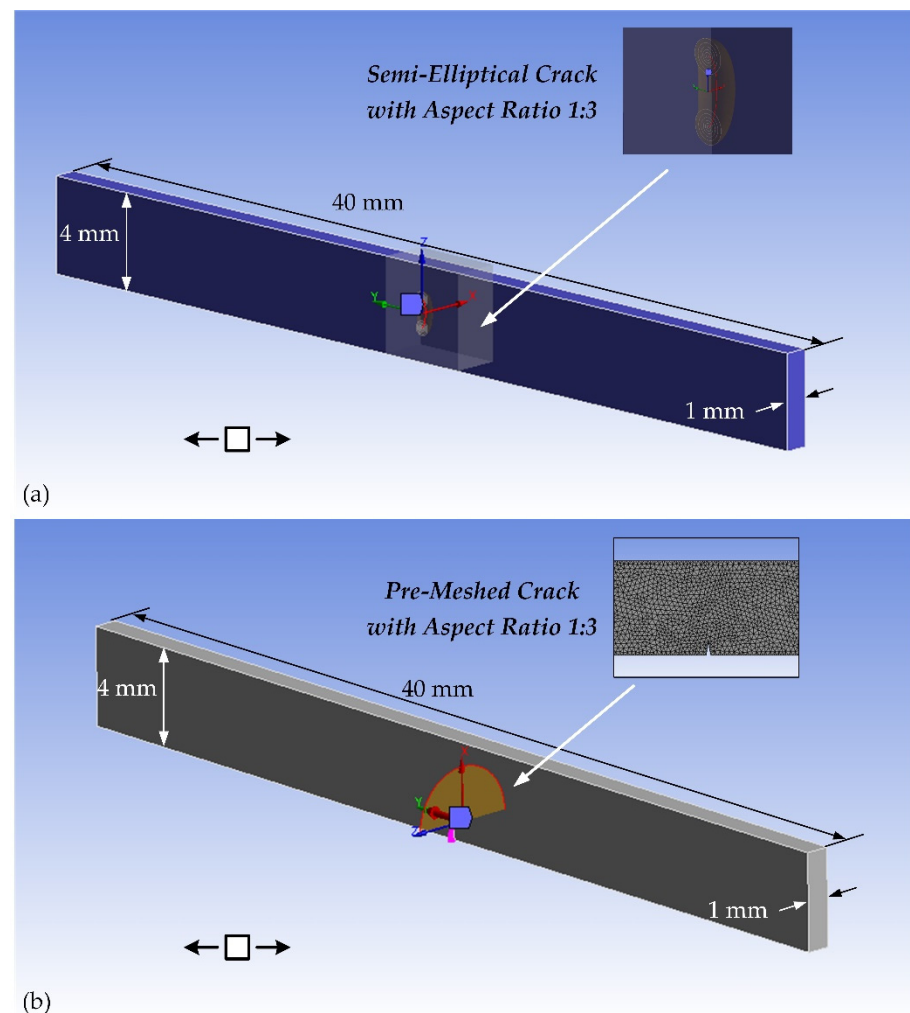 Semi-Elliptical Crack
with Aspect Ratio 1:3
40 mm
4 mm
Z
Y
X
1 mm
(a)
Pre-Meshed Crack
with Aspect Ratio 1:3
40 mm
4 mm
X
Y
Z
1 mm
(b)